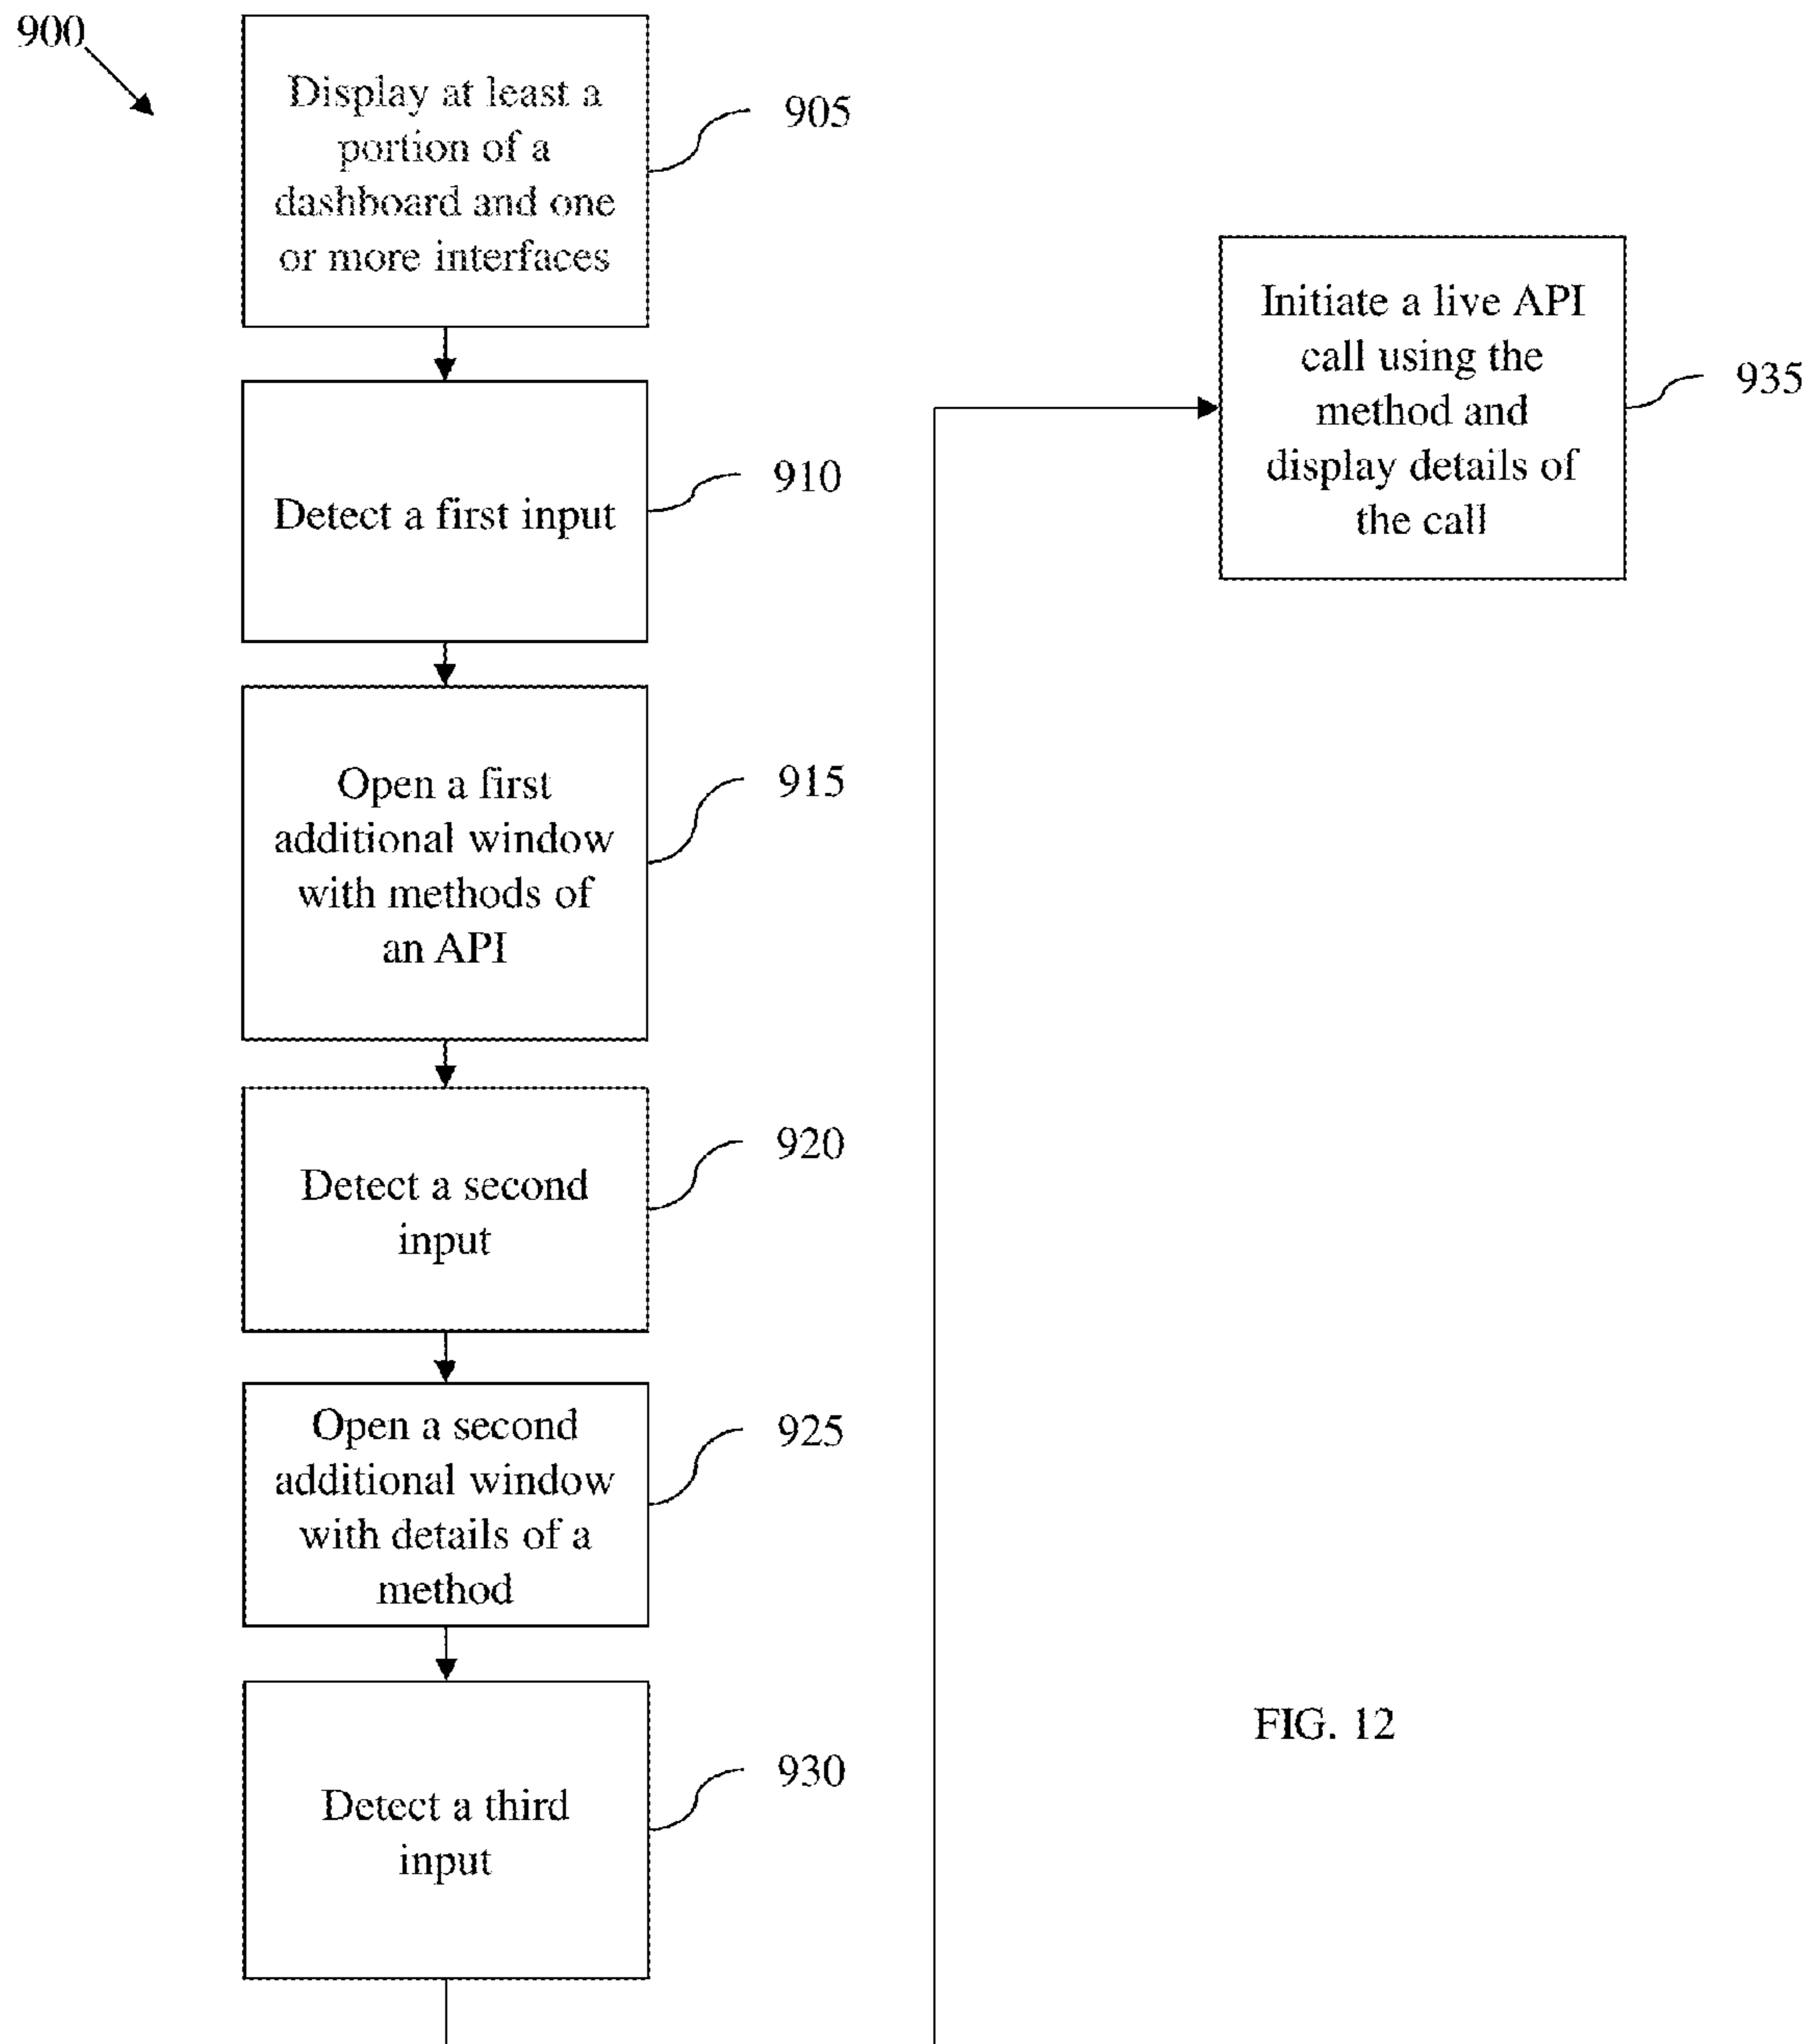 900
Display at least a
portion of a
dashboard and one
or more interfaces
905
Detect a first input
910
Open a first
additional window
with methods of
an API
915
Detect a second
input
920
Open a second
additional window
with details of a
method
925
Detect a third
input
930
Initiate a live API
call using the
method and
display details of
the call
935
FIG. 12